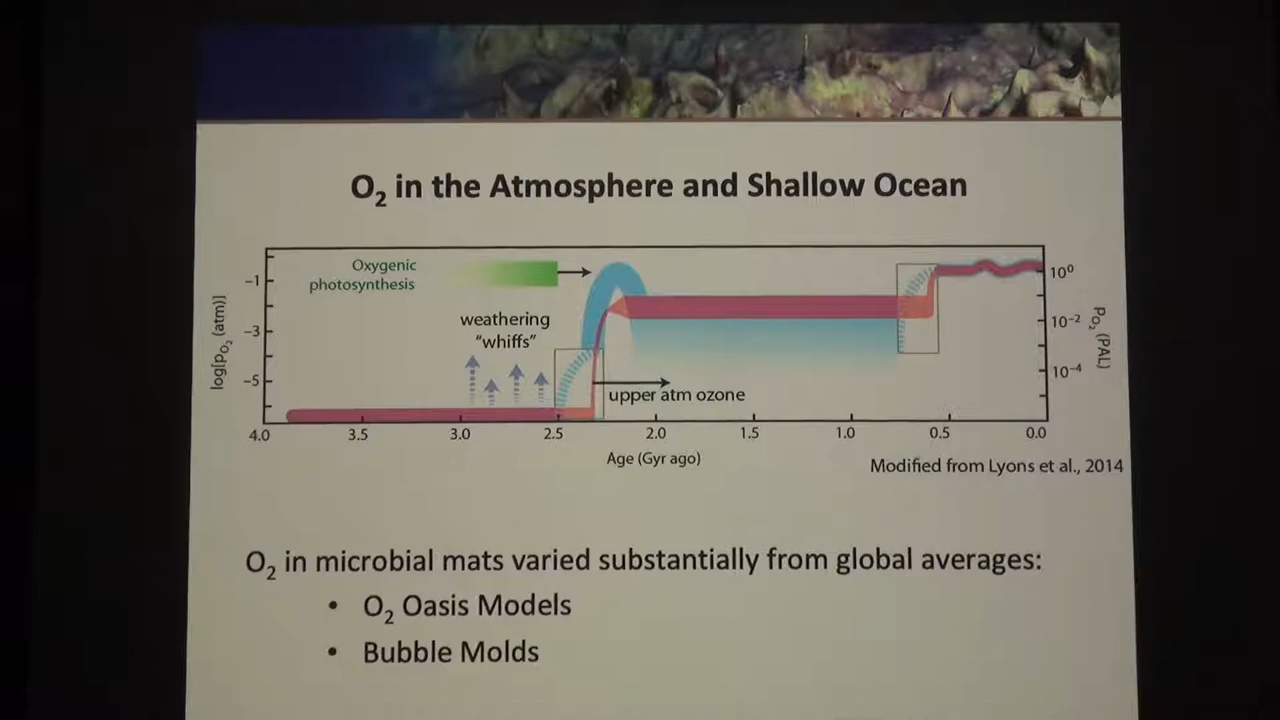 O₂ in the Atmosphere and Shallow Ocean
Oxygenic
photosynthesis
weathering
"whiffs"
upper atm ozone
log[pO₂ (atm)]
−1
−3
−5
10⁰
10⁻²
10⁻⁴
PO₂ (PAL)
4.0 3.5 3.0 2.5 2.0 1.5 1.0 0.5 0.0
Age (Gyr ago)
Modified from Lyons et al., 2014
O₂ in microbial mats varied substantially from global averages:
• O₂ Oasis Models
• Bubble Molds